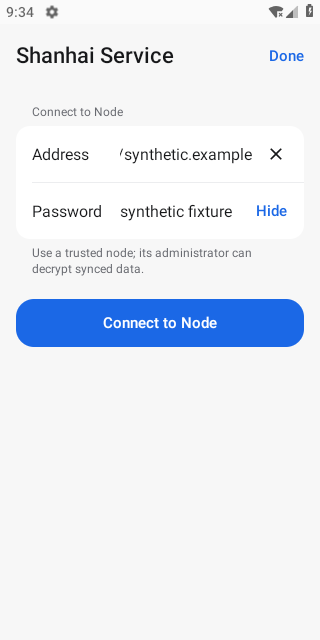 9:34
Shanhai Service
Done
Connect to Node
Address
/synthetic.example
Password
synthetic fixture
Hide
Use a trusted node; its administrator can
decrypt synced data.
Connect to Node